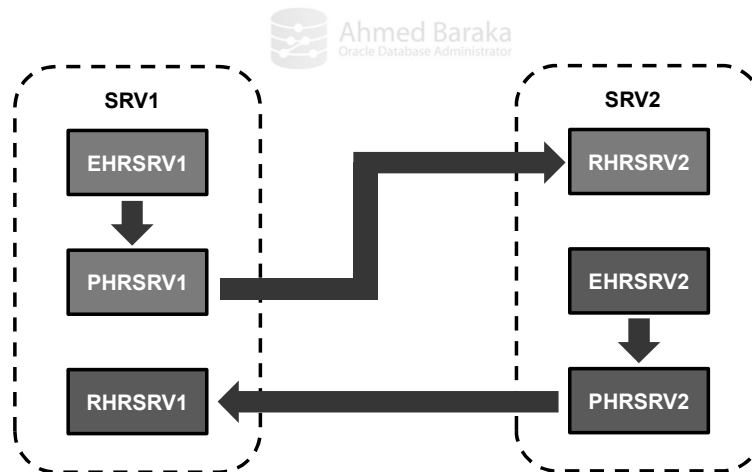 Ahmed Baraka
Oracle Database Administrator
SRV1
EHRSRV1
PHRSRV1
RHRSRV1
SRV2
RHRSRV2
EHRSRV2
PHRSRV2